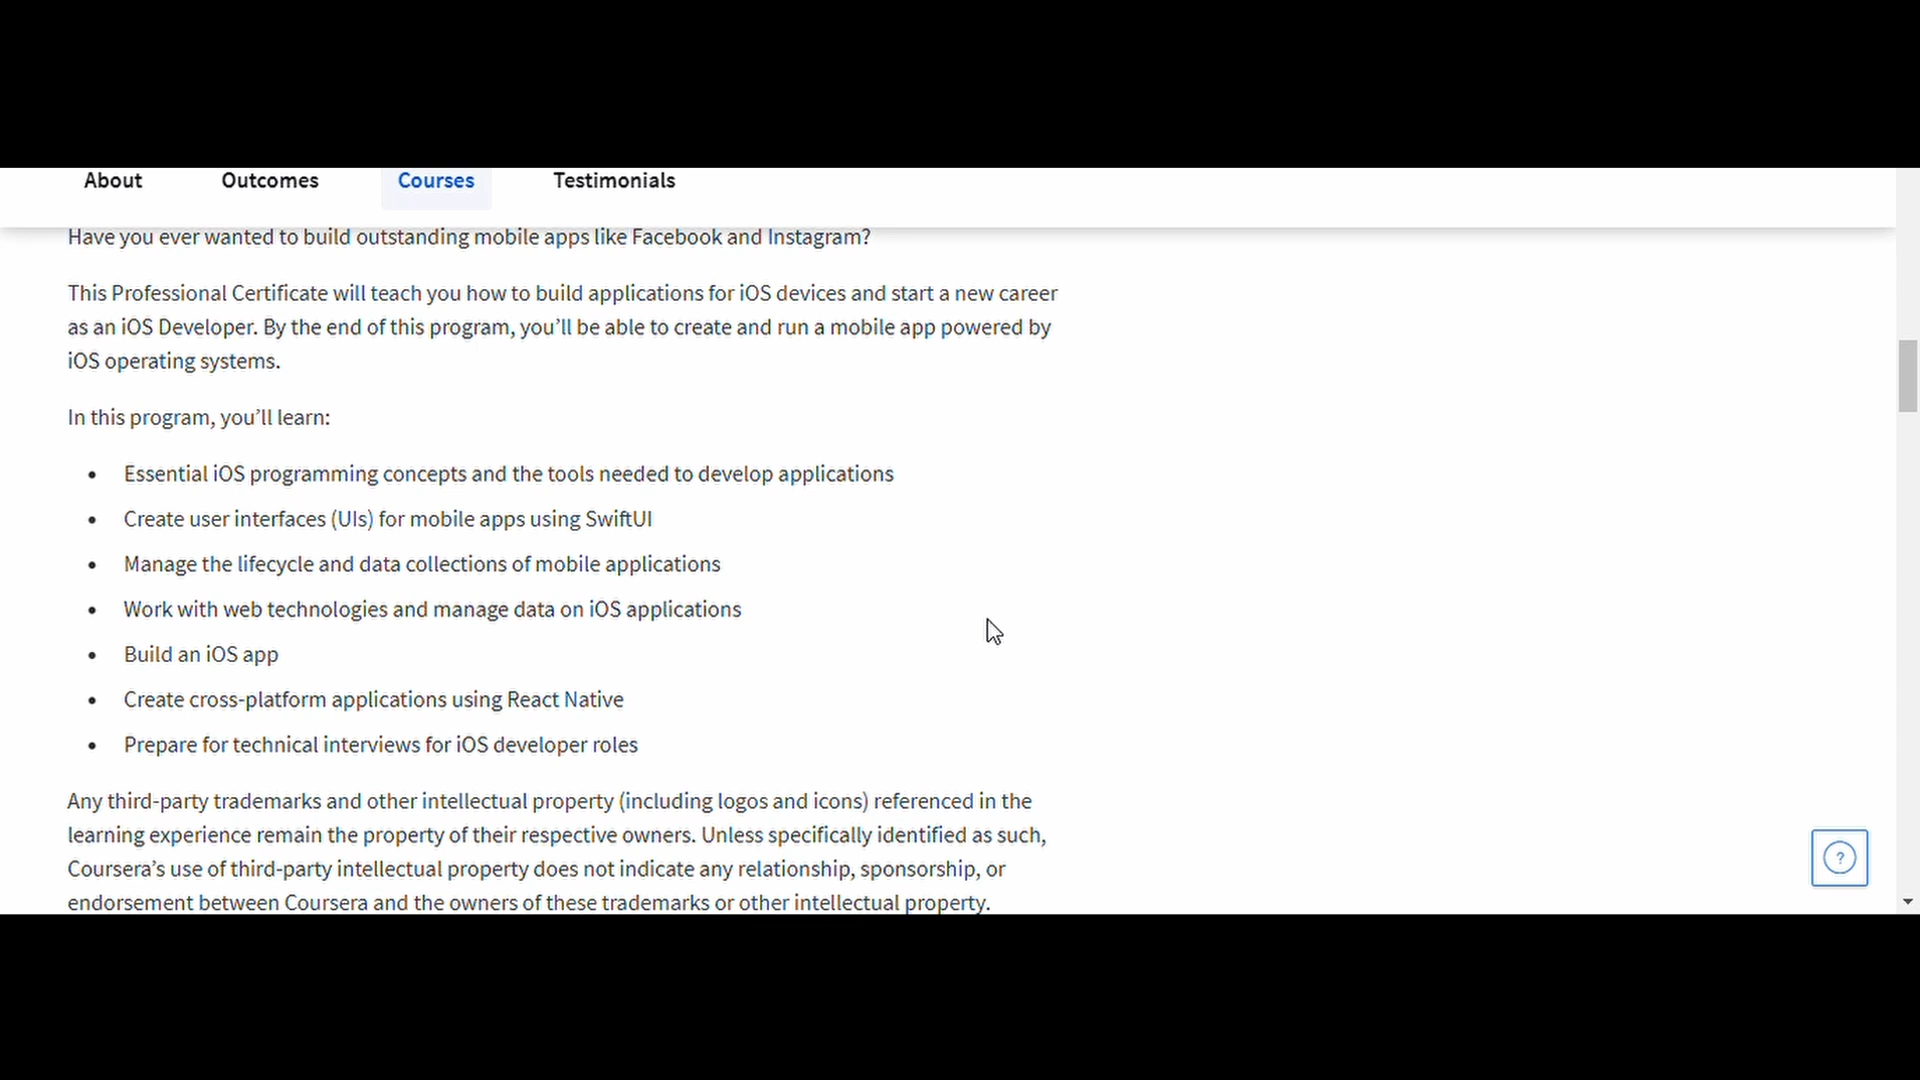 About Outcomes Courses Testimonials
Have you ever wanted to build outstanding mobile apps like Facebook and Instagram?
This Professional Certificate will teach you how to build applications for iOS devices and start a new career
as an iOS Developer. By the end of this program, you’ll be able to create and run a mobile app powered by
iOS operating systems.
In this program, you’ll learn:
• Essential iOS programming concepts and the tools needed to develop applications
• Create user interfaces (UIs) for mobile apps using SwiftUI
• Manage the lifecycle and data collections of mobile applications
• Work with web technologies and manage data on iOS applications
• Build an iOS app
• Create cross-platform applications using React Native
• Prepare for technical interviews for iOS developer roles
Any third-party trademarks and other intellectual property (including logos and icons) referenced in the
learning experience remain the property of their respective owners. Unless specifically identified as such,
Coursera’s use of third-party intellectual property does not indicate any relationship, sponsorship, or
endorsement between Coursera and the owners of these trademarks or other intellectual property.
?